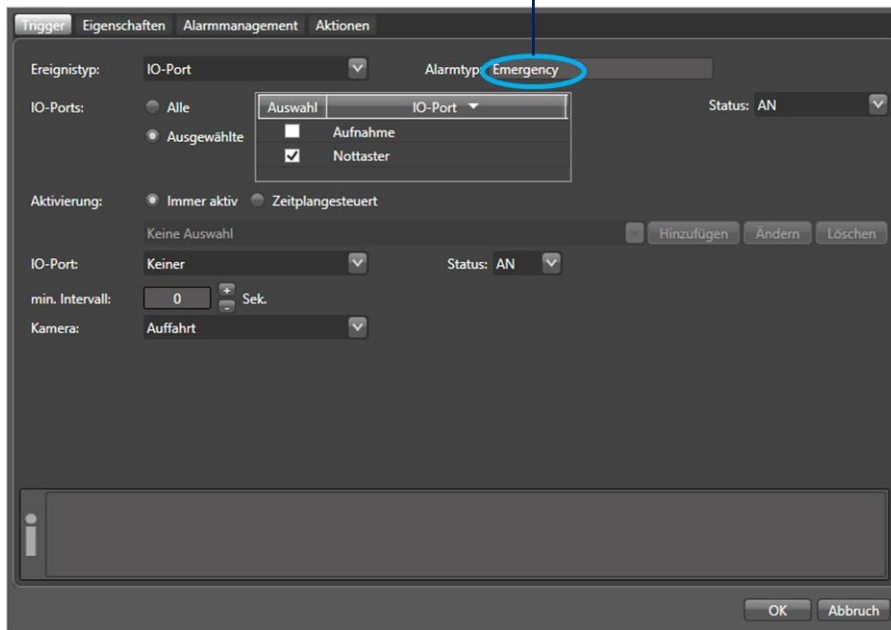 Trigger Eigenschaften Alarmmanagement Aktionen
Ereignistyp: IO-Port Alarmtyp: Emergency
IO-Ports: Alle Auswahl IO-Port Status: AN
Ausgewählte Aufnahme
Nottaster
Aktivierung: Immer aktiv Zeitplangesteuert
Keine Auswahl Hinzufügen Ändern Löschen
IO-Port: Keiner Status: AN
min. Intervall: 0 + - Sek.
Kamera: Auffahrt
OK Abbruch